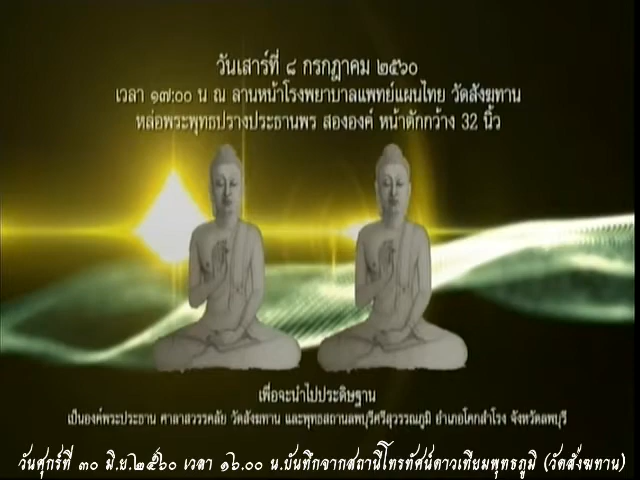 วันเสาร์ที่ ๘ กรกฎาคม ๒๕๖๐
เวลา ๑๗:๐๐ น ณ ลานหน้าโรงพยาบาลแพทย์แผนไทย วัดสังฆทาน
หล่อพระพุทธปรางประธานพร สององค์ หน้าตักกว้าง 32 นิ้ว
เพื่อจะนำไปประดิษฐาน
เป็นองค์พระประธาน ศาลาสวรรคลัย วัดสังฆทาน และพุทธสถานลพบุรีศรีสุวรรณภูมิ อำเภอโคกสำโรง จังหวัดลพบุรี
วันศุกร์ที่ ๓๐ มิ.ย.๒๕๖๐ เวลา ๑๖.๐๐ น.บันทึกจากสถานีโทรทัศน์ดาวเทียมพุทธภูมิ (วัดสังฆทาน)